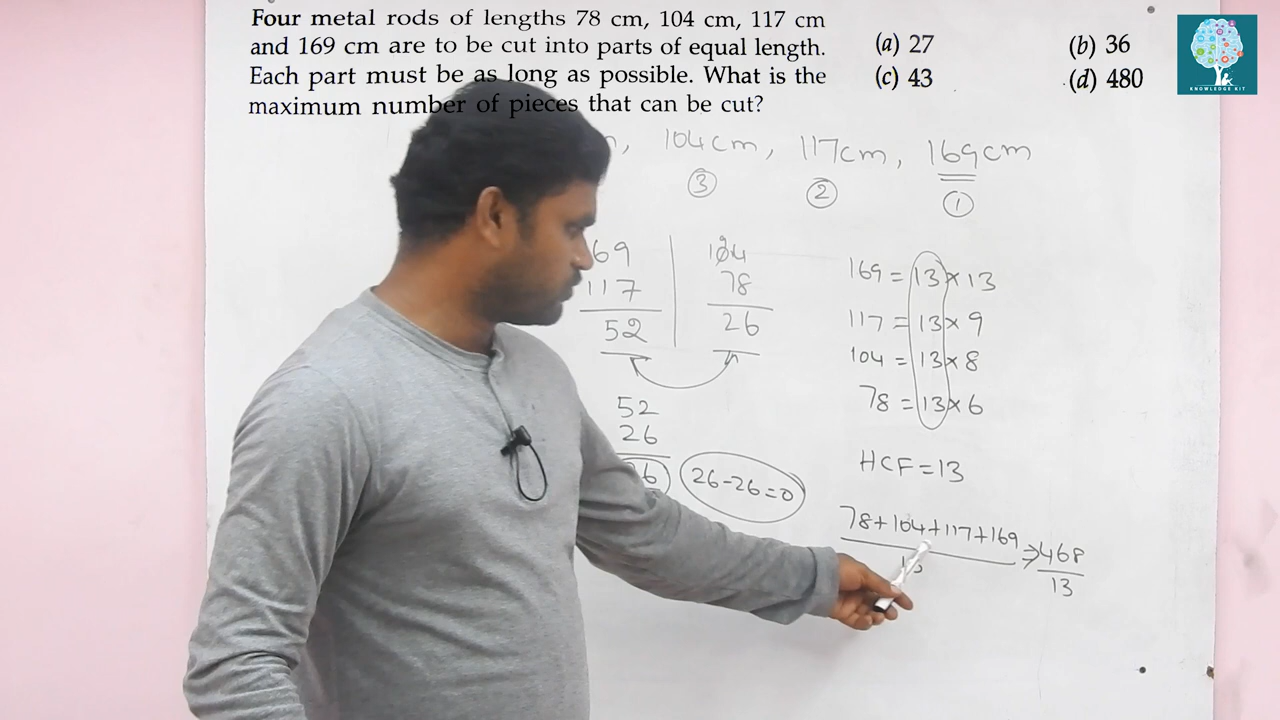 Four metal rods of lengths 78 cm, 104 cm, 117 cm
and 169 cm are to be cut into parts of equal length.
Each part must be as long as possible. What is the
maximum number of pieces that can be cut?
(a) 27
(b) 36
(c) 43
(d) 480
KNOWLEDGE KIT
104cm, 117cm, 169cm
3 2 1
69
117
52
104
78
26
52
26
26-26=0
169 = 13×13
117 = 13×9
104 = 13×8
78 = 13×6
HCF=13
78+104+117+169 ⇒ 468
13